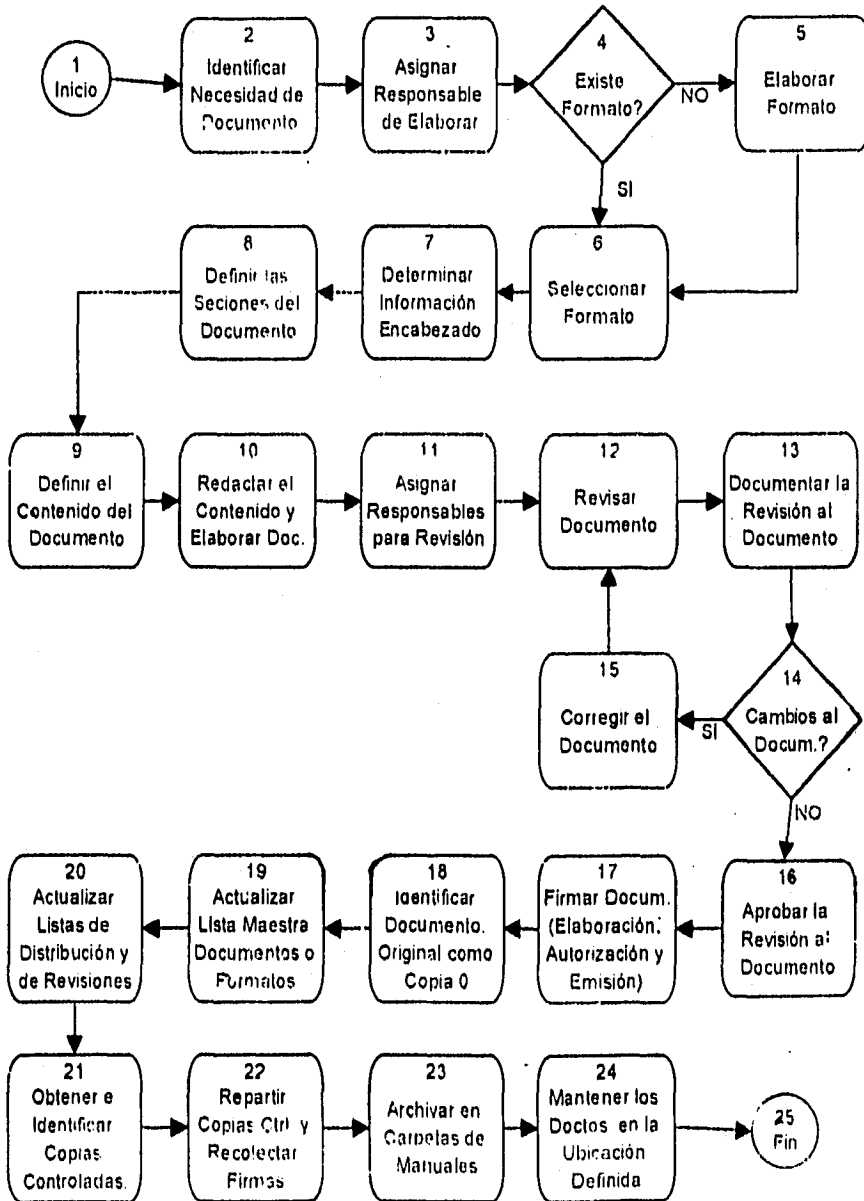 1
Inicio
2
Identificar
Necesidad de
Documento
3
Asignar
Responsable
de Elaborar
4
Existe
Formato?
NO
SI
5
Elaborar
Formato
6
Seleccionar
Formato
7
Determinar
Información
Encabezado
8
Definir las
Seciones del
Documento
9
Definir el
Contenido del
Documento
10
Redactar el
Contenido y
Elaborar Doc.
11
Asignar
Responsables
para Revisión
12
Revisar
Documento
13
Documentar la
Revisión al
Documento
14
Cambios al
Docum.?
SI
NO
15
Corregir el
Documento
16
Aprobar la
Revisión al
Documento
17
Firmar Docum.
(Elaboración,
Autorización y
Emisión)
18
Identificar
Documento.
Original como
Copia 0
19
Actualizar
Lista Maestra
Documentos o
Formatos
20
Actualizar
Listas de
Distribución y
de Revisiones
21
Obtener e
Identificar
Copias
Controladas.
22
Repartir
Copias Ctrl. y
Recolectar
Firmas
23
Archivar en
Carpetas de
Manuales
24
Mantener los
Doctos en la
Ubicación
Definida
25
Fin